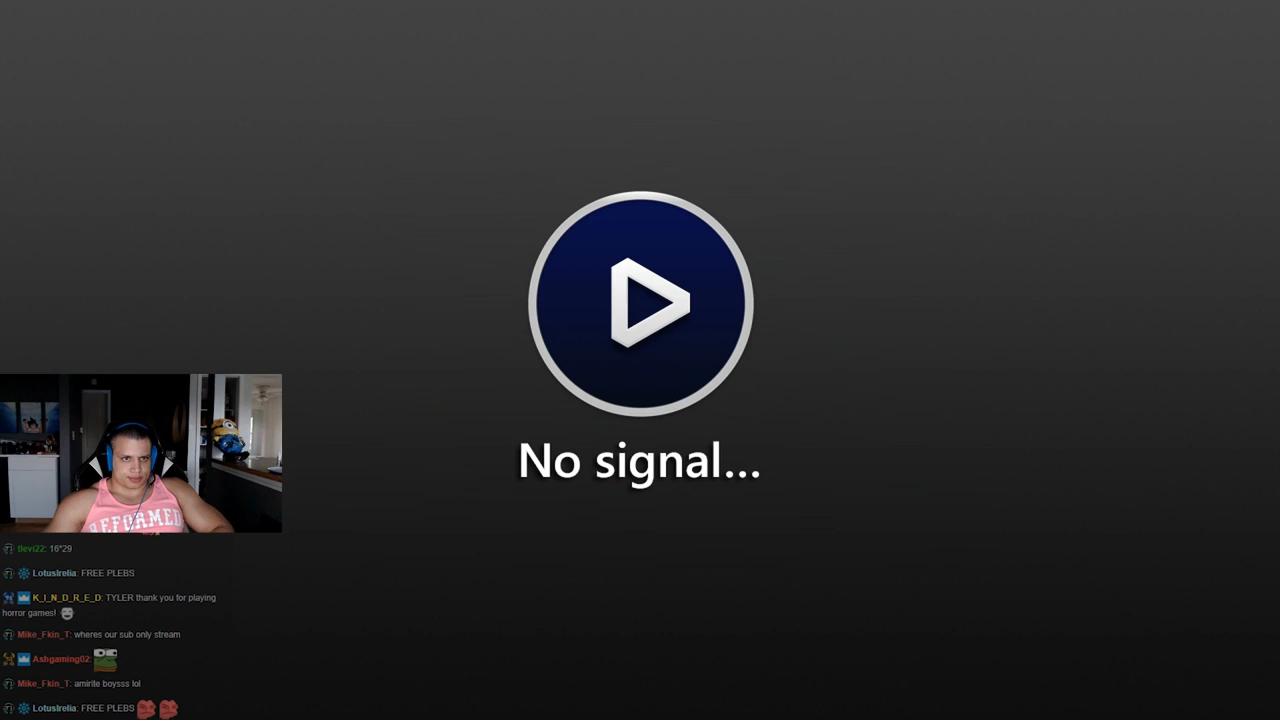 No signal...
REFORMED
tlevi22: 16*29
LotusIrelia: FREE PLEBS
K_I_N_D_R_E_D: TYLER thank you for playing
horror games!
Mike_Fkin_T: wheres our sub only stream
Ashgaming02:
Mike_Fkin_T: amirite boysss lol
LotusIrelia: FREE PLEBS